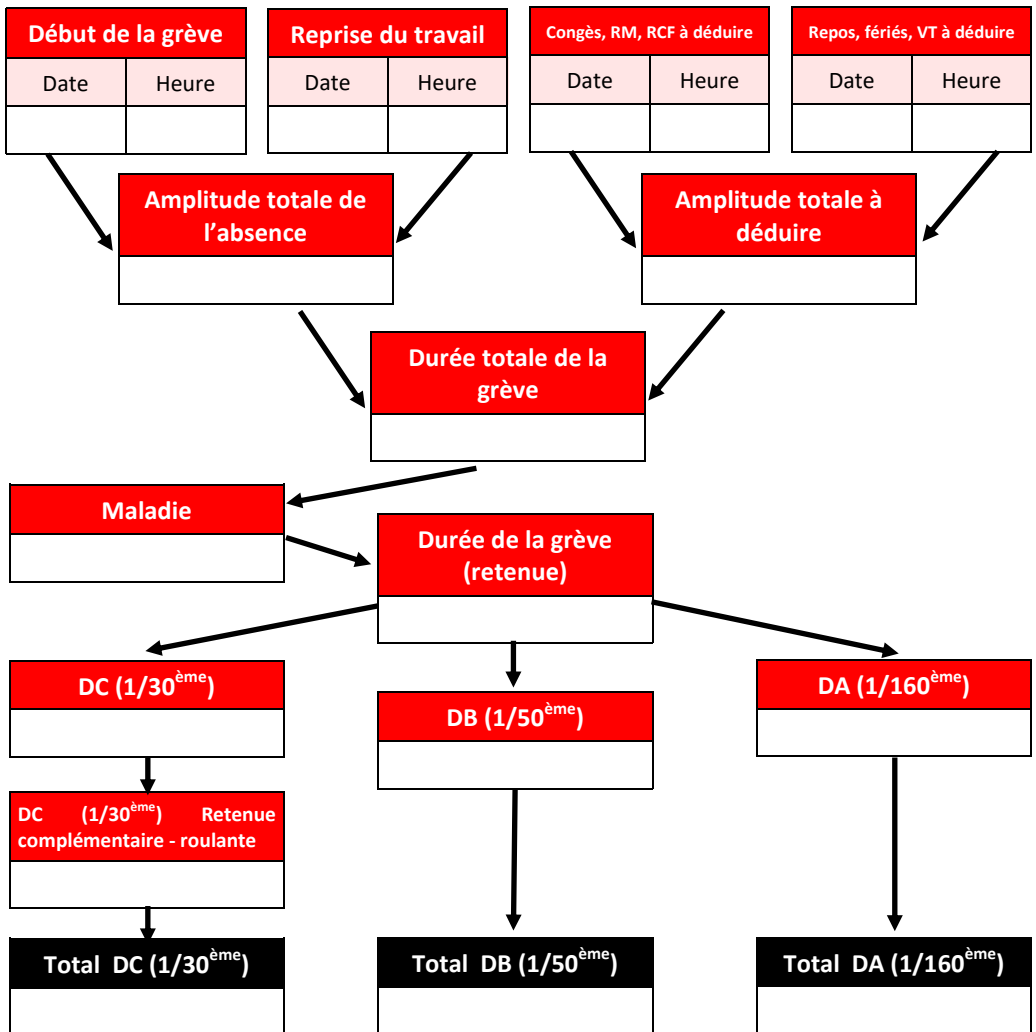 Début de la grève
Date Heure
Reprise du travail
Date Heure
Congès, RM, RCF à déduire
Date Heure
Repos, fériés, VT à déduire
Date Heure
Amplitude totale de
l’absence
Amplitude totale à
déduire
Durée totale de la
grève
Maladie
Durée de la grève
(retenue)
DC (1/30ème)
DB (1/50ème)
DA (1/160ème)
DC (1/30ème) Retenue
complémentaire - roulante
Total DC (1/30ème)
Total DB (1/50ème)
Total DA (1/160ème)